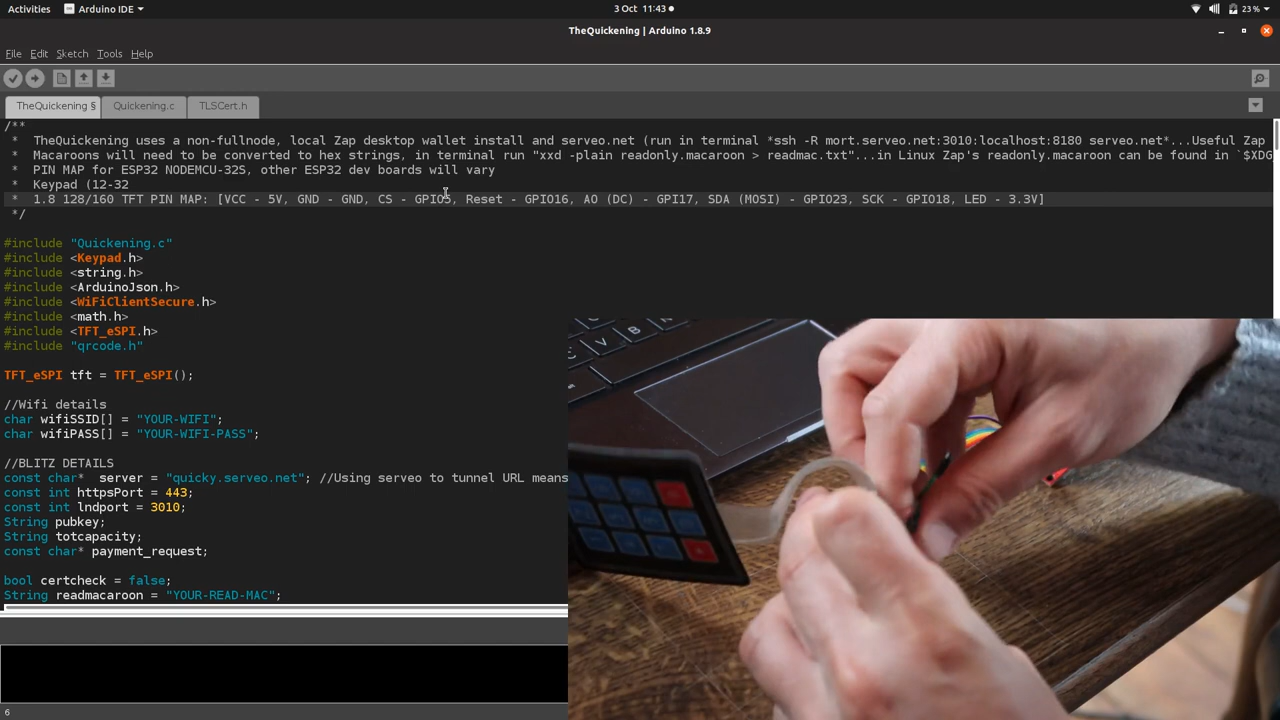 Activities Arduino IDE 3 Oct 11:43 23 %
TheQuickening | Arduino 1.8.9
File Edit Sketch Tools Help
TheQuickening § Quickening.c TLSCert.h
/**
* TheQuickening uses a non-fullnode, local Zap desktop wallet install and serveo.net (run in terminal *ssh -R mort.serveo.net:3010:localhost:8180 serveo.net*...Useful Zap
* Macaroons will need to be converted to hex strings, in terminal run "xxd -plain readonly.macaroon > readmac.txt"...in Linux Zap's readonly.macaroon can be found in `$XDG
* PIN MAP for ESP32 NODEMCU-32S, other ESP32 dev boards will vary
* Keypad (12-32
* 1.8 128/160 TFT PIN MAP: [VCC - 5V, GND - GND, CS - GPIO5, Reset - GPIO16, AO (DC) - GPI17, SDA (MOSI) - GPIO23, SCK - GPIO18, LED - 3.3V]
*/
#include "Quickening.c"
#include <Keypad.h>
#include <string.h>
#include <ArduinoJson.h>
#include <WiFiClientSecure.h>
#include <math.h>
#include <TFT_eSPI.h>
#include "qrcode.h"
TFT_eSPI tft = TFT_eSPI();
//Wifi details
char wifiSSID[] = "YOUR-WIFI";
char wifiPASS[] = "YOUR-WIFI-PASS";
//BLITZ DETAILS
const char* server = "quicky.serveo.net"; //Using serveo to tunnel URL means
const int httpsPort = 443;
const int lndport = 3010;
String pubkey;
String totcapacity;
const char* payment_request;
bool certcheck = false;
String readmacaroon = "YOUR-READ-MAC";
6
C V B N